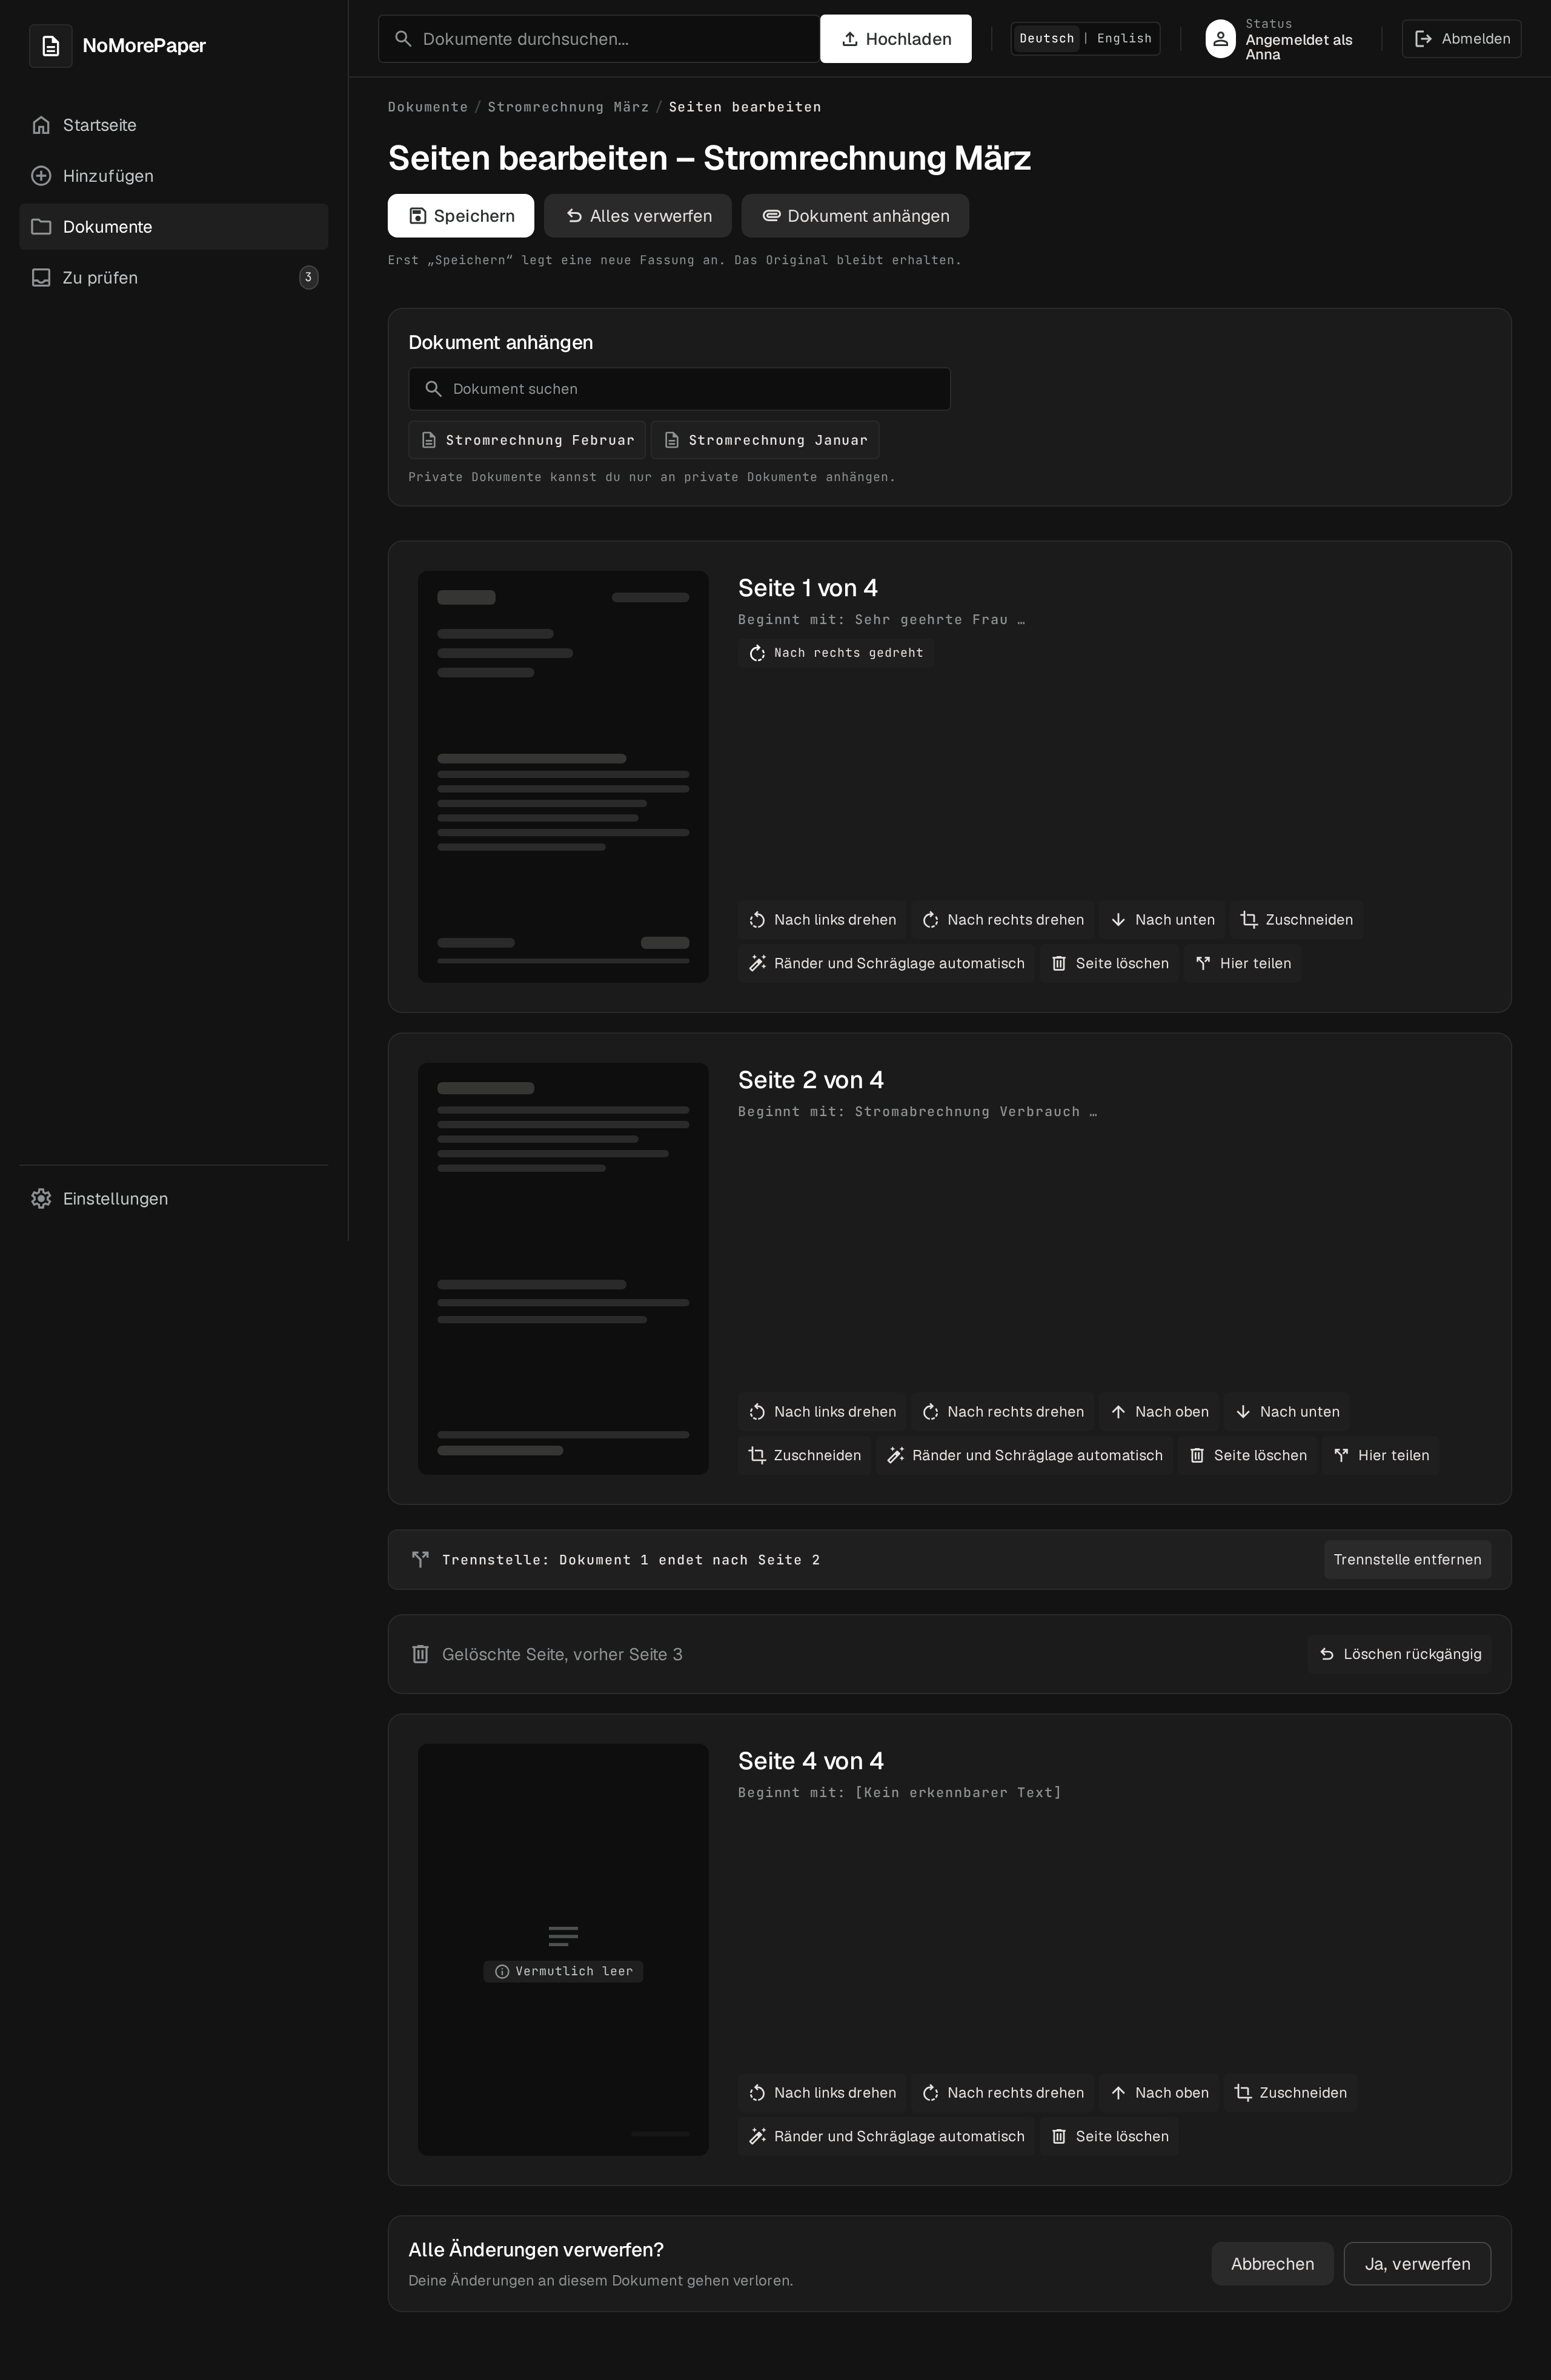 NoMorePaper
Dokumente durchsuchen...
Hochladen
Deutsch | English
Status
Angemeldet als
Anna
Abmelden
Startseite
Hinzufügen
Dokumente
Zu prüfen 3
Einstellungen
Dokumente / Stromrechnung März / Seiten bearbeiten
Seiten bearbeiten – Stromrechnung März
Speichern Alles verwerfen Dokument anhängen
Erst „Speichern“ legt eine neue Fassung an. Das Original bleibt erhalten.
Dokument anhängen
Dokument suchen
Stromrechnung Februar Stromrechnung Januar
Private Dokumente kannst du nur an private Dokumente anhängen.
Seite 1 von 4
Beginnt mit: Sehr geehrte Frau …
Nach rechts gedreht
Nach links drehen Nach rechts drehen Nach unten Zuschneiden
Ränder und Schräglage automatisch Seite löschen Hier teilen
Seite 2 von 4
Beginnt mit: Stromabrechnung Verbrauch …
Nach links drehen Nach rechts drehen Nach oben Nach unten
Zuschneiden Ränder und Schräglage automatisch Seite löschen Hier teilen
Trennstelle: Dokument 1 endet nach Seite 2 Trennstelle entfernen
Gelöschte Seite, vorher Seite 3 Löschen rückgängig
Seite 4 von 4
Beginnt mit: [Kein erkennbarer Text]
Vermutlich leer
Nach links drehen Nach rechts drehen Nach oben Zuschneiden
Ränder und Schräglage automatisch Seite löschen
Alle Änderungen verwerfen?
Deine Änderungen an diesem Dokument gehen verloren.
Abbrechen Ja, verwerfen